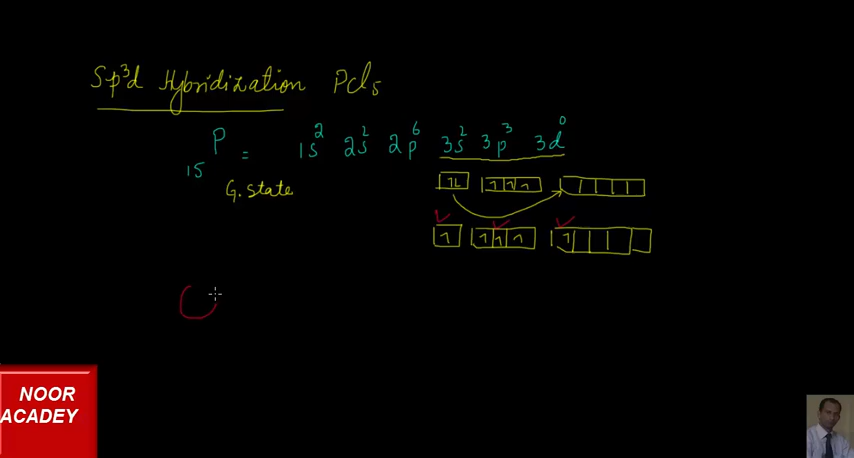 Sp³d Hybridization PCl₅
₁₅P = 1s² 2s² 2p⁶ 3s² 3p³ 3d⁰
G. state
NOOR
ACADEY